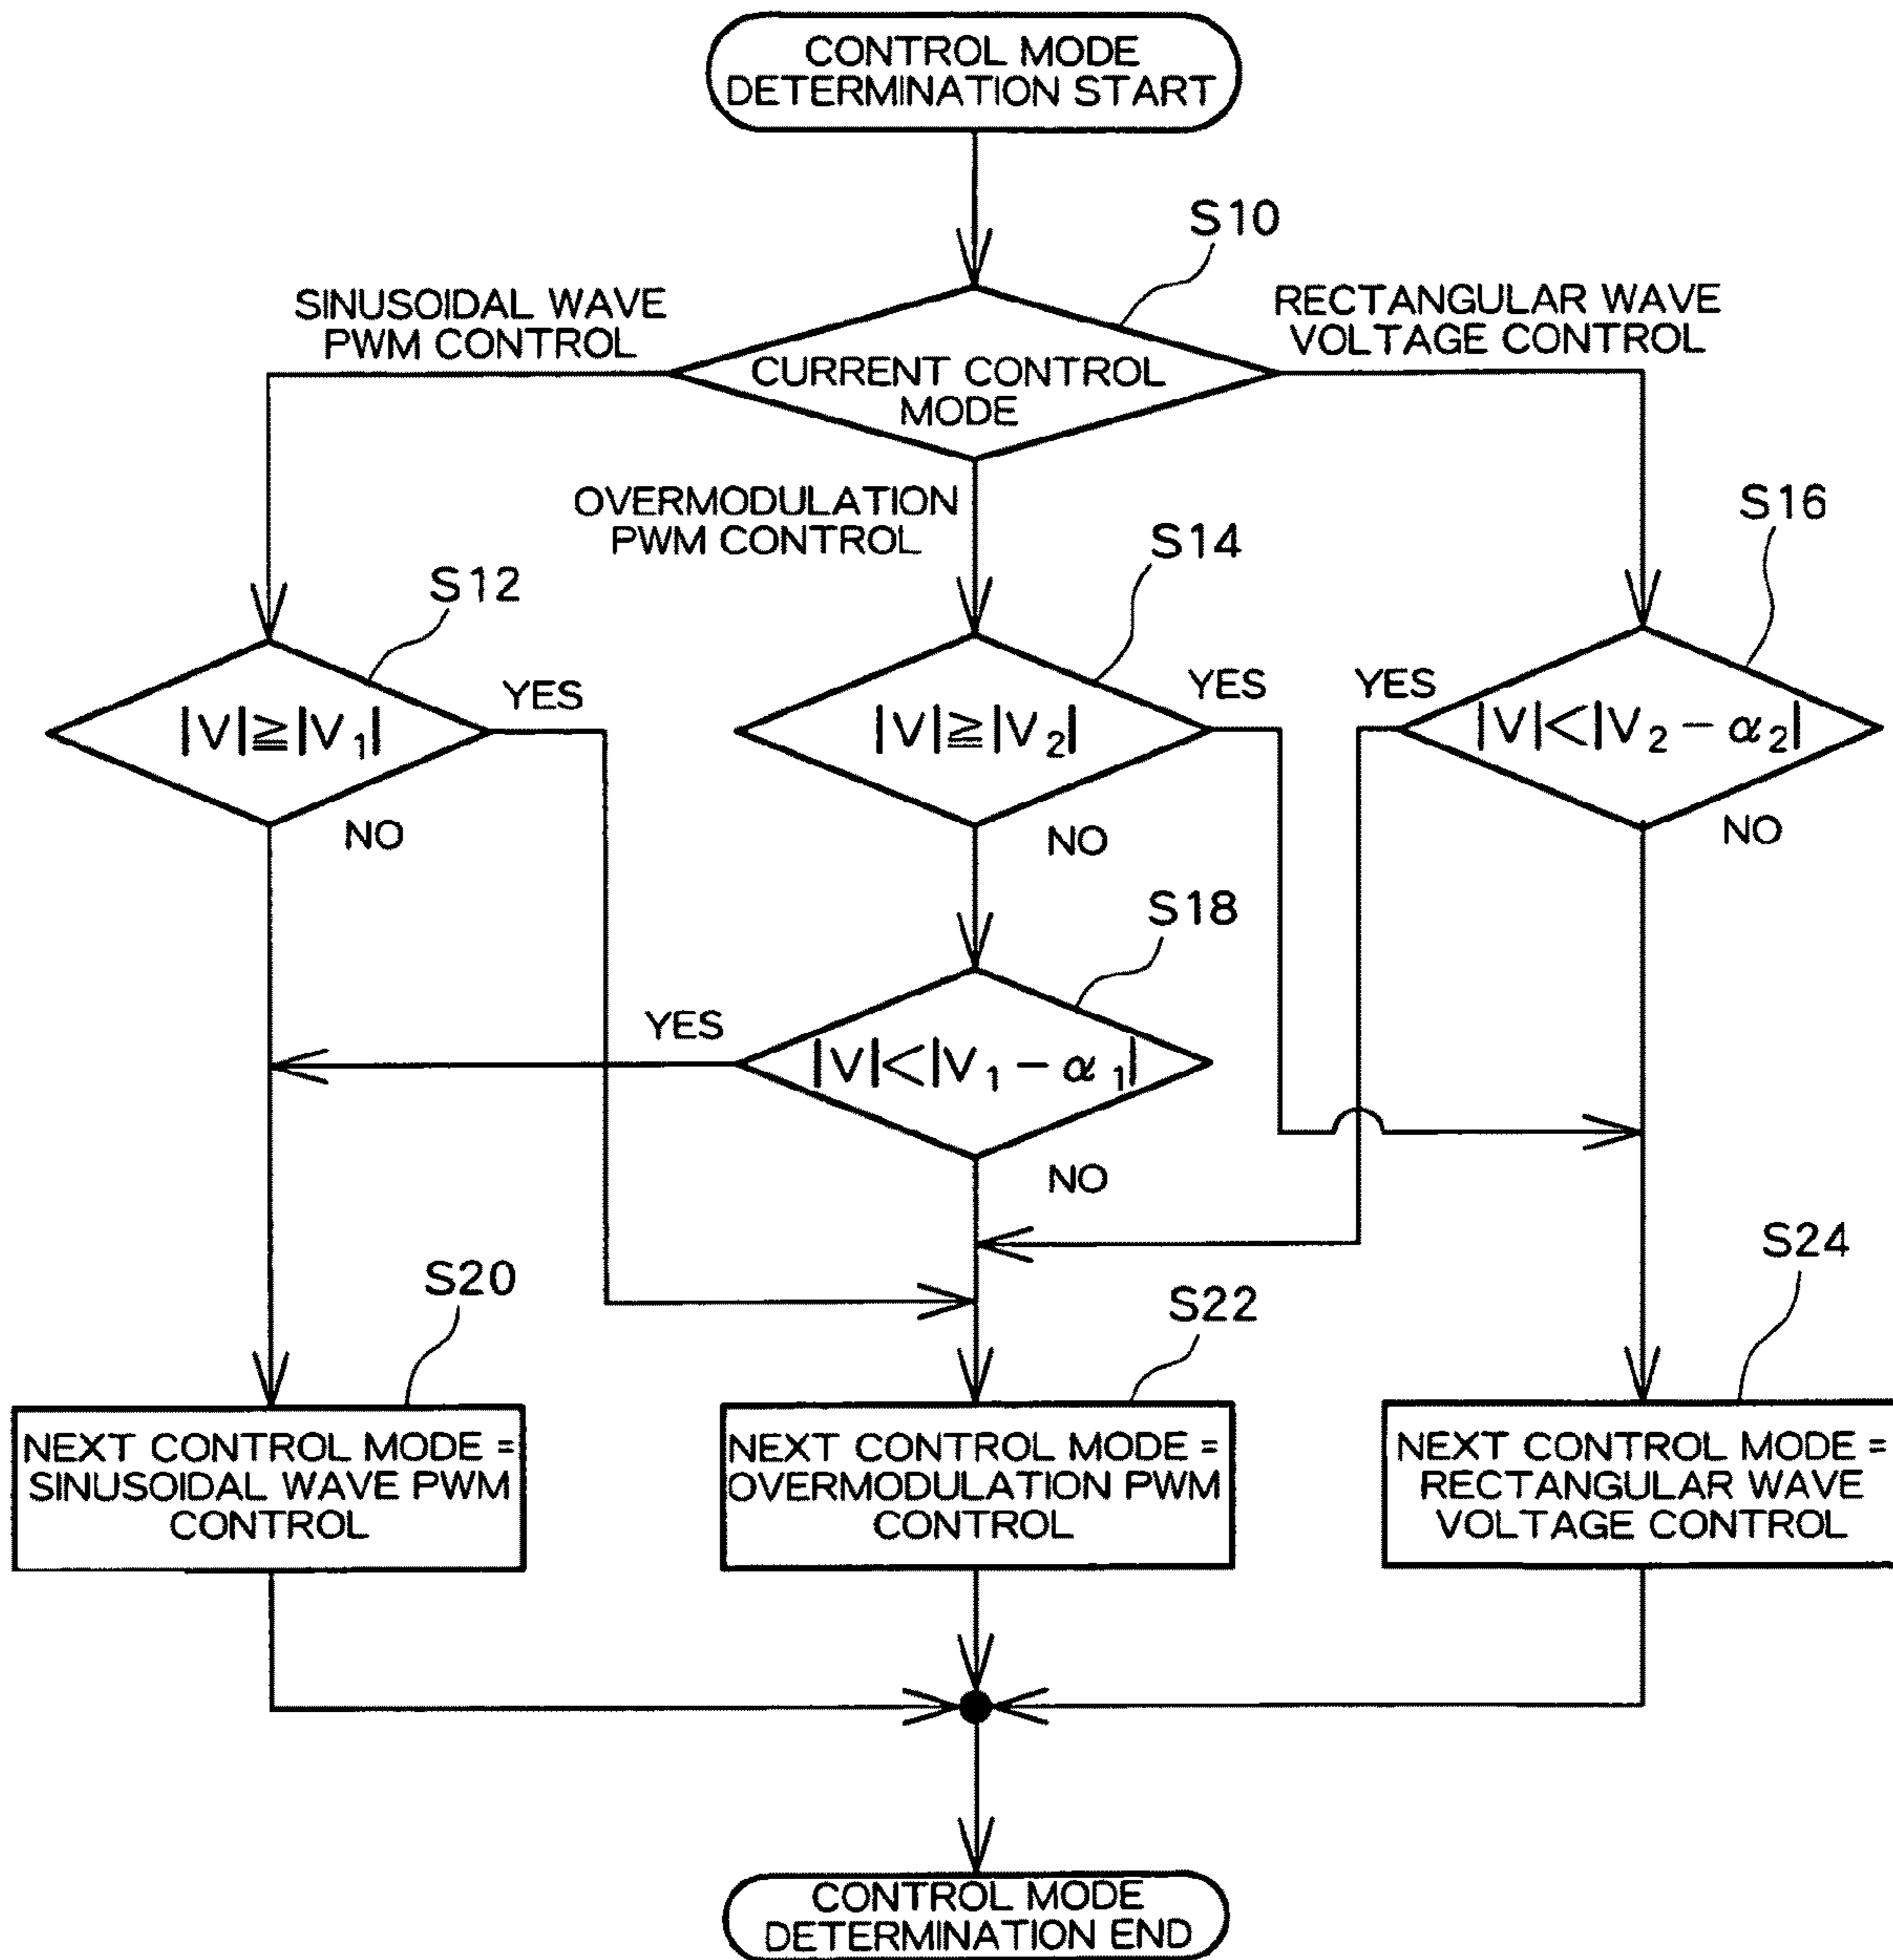 CONTROL MODE
DETERMINATION START
S10
SINUSOIDAL WAVE
PWM CONTROL
RECTANGULAR WAVE
VOLTAGE CONTROL
CURRENT CONTROL
MODE
OVERMODULATION
PWM CONTROL
S12
S14
S16
YES
YES
YES
|V|≧|V₁|
|V|≧|V₂|
|V|<|V₂-α₂|
NO
NO
NO
S18
YES
|V|<|V₁-α₁|
NO
S20
S22
S24
NEXT CONTROL MODE =
SINUSOIDAL WAVE PWM
CONTROL
NEXT CONTROL MODE =
OVERMODULATION PWM
CONTROL
NEXT CONTROL MODE =
RECTANGULAR WAVE
VOLTAGE CONTROL
CONTROL MODE
DETERMINATION END